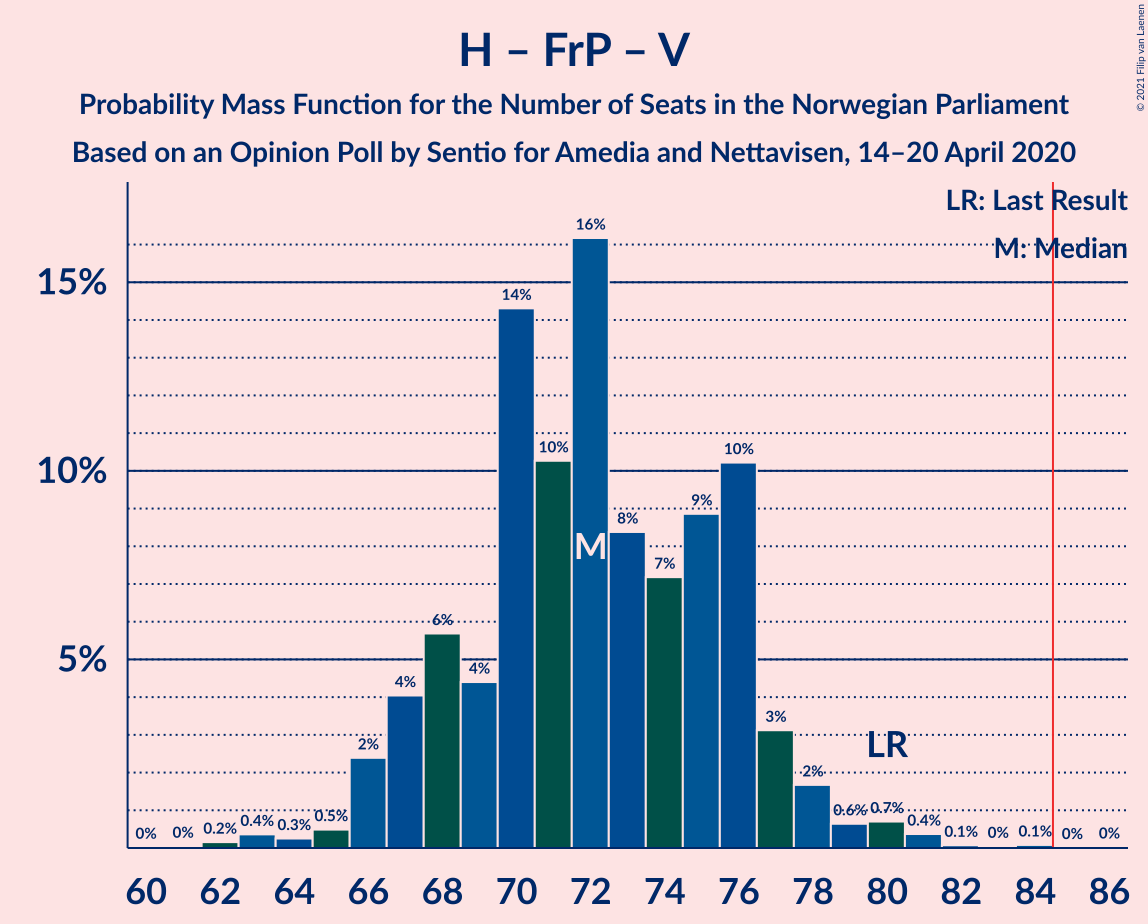 H – FrP – V
Probability Mass Function for the Number of Seats in the Norwegian Parliament
Based on an Opinion Poll by Sentio for Amedia and Nettavisen, 14–20 April 2020
© 2021 Filip van Laenen
LR: Last Result
M: Median
15%
10%
5%
0% 0% 0.2% 0.4% 0.3% 0.5% 2% 4% 6% 4% 14% 10% 16% 8% 7% 9% 10% 3% 2% 0.6% 0.7% 0.4% 0.1% 0% 0.1% 0% 0%
M
LR
60 62 64 66 68 70 72 74 76 78 80 82 84 86